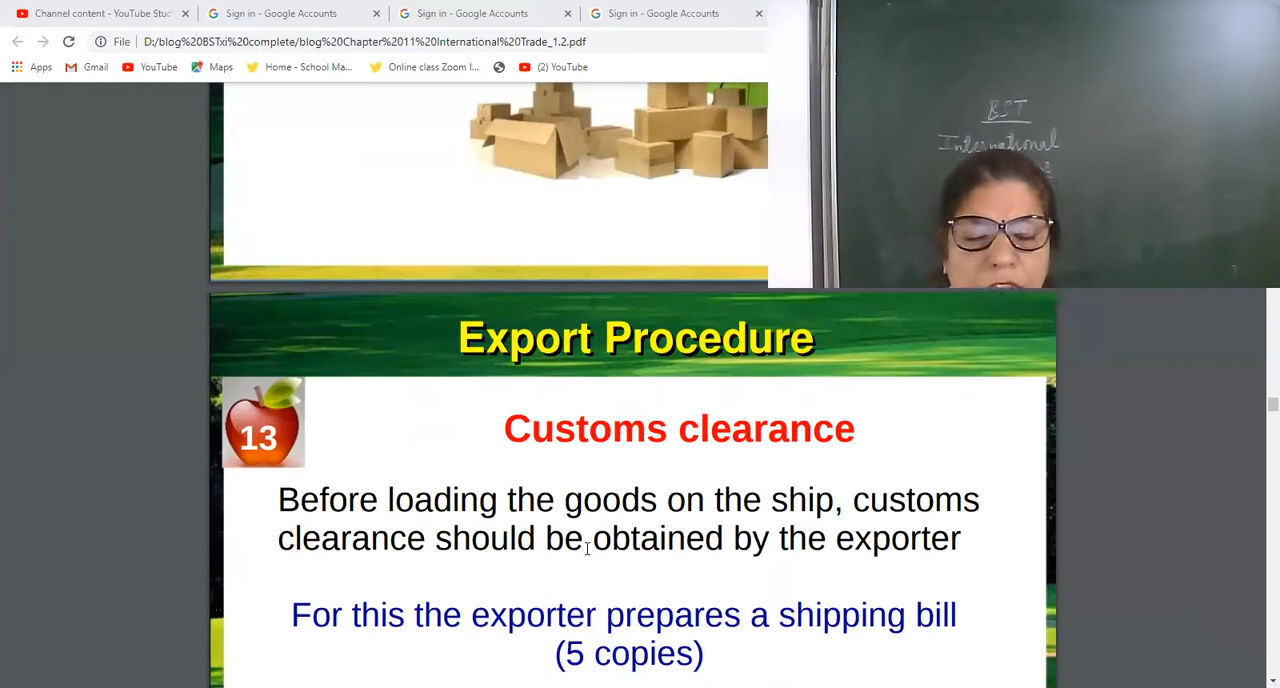 Channel content - YouTube Stu
Sign in - Google Accounts
Sign in - Google Accounts
Sign in - Google Accounts
File D:/blog%20BSTxi%20complete/blog%20Chapter%2011%20International%20Trade_1.2.pdf
Apps Gmail YouTube Maps Home - School Ma... Online class Zoom l... (2) YouTube
BST
International
Export Procedure
13
Customs clearance
Before loading the goods on the ship, customs
clearance should be obtained by the exporter
For this the exporter prepares a shipping bill
(5 copies)